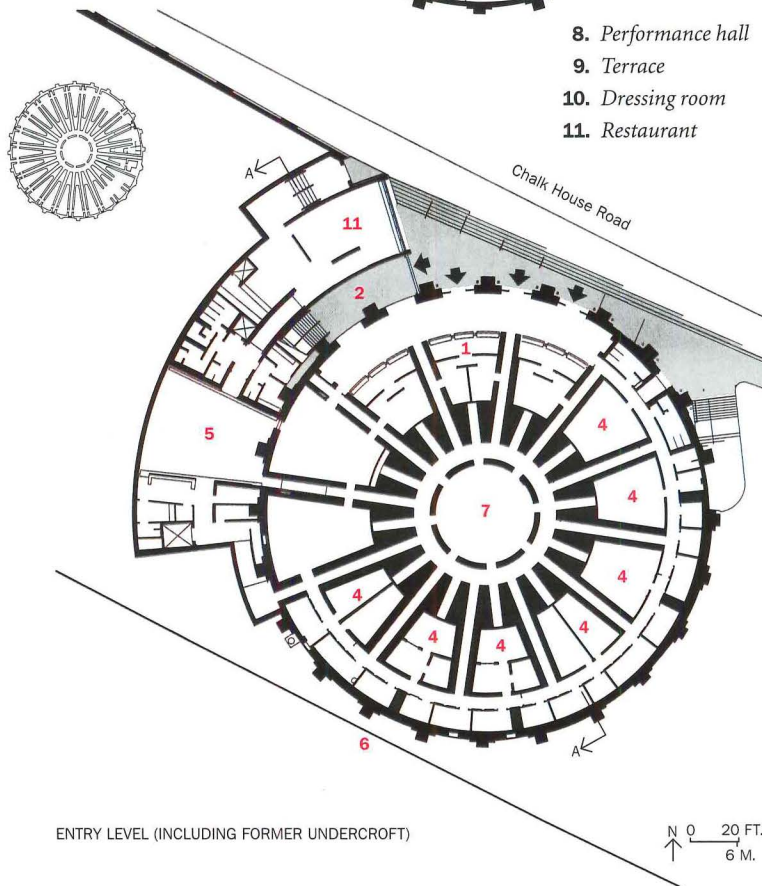 8. Performance hall
9. Terrace
10. Dressing room
11. Restaurant
Chalk House Road
A
11
2
1
4
5
4
7
4
4
4
4
4
A
6
ENTRY LEVEL (INCLUDING FORMER UNDERCROFT)
N 0 20 FT.
6 M.